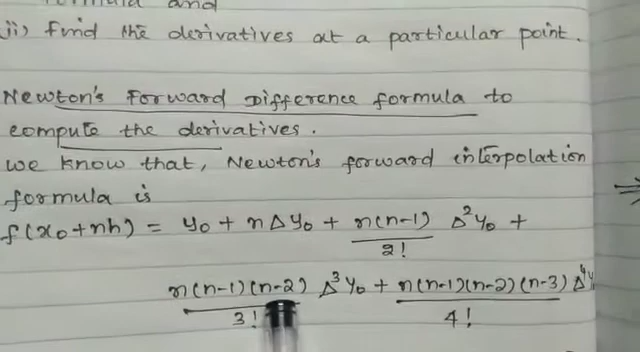 ii) Find the derivatives at a particular point.
Newton's Forward Difference formula to
compute the derivatives.
we know that, Newton's forward interpolation
formula is
f(x₀+nh) = y₀ + nΔy₀ + n(n-1)/2! Δ²y₀ +
n(n-1)(n-2)/3! Δ³y₀ + n(n-1)(n-2)(n-3)/4! Δ⁴y